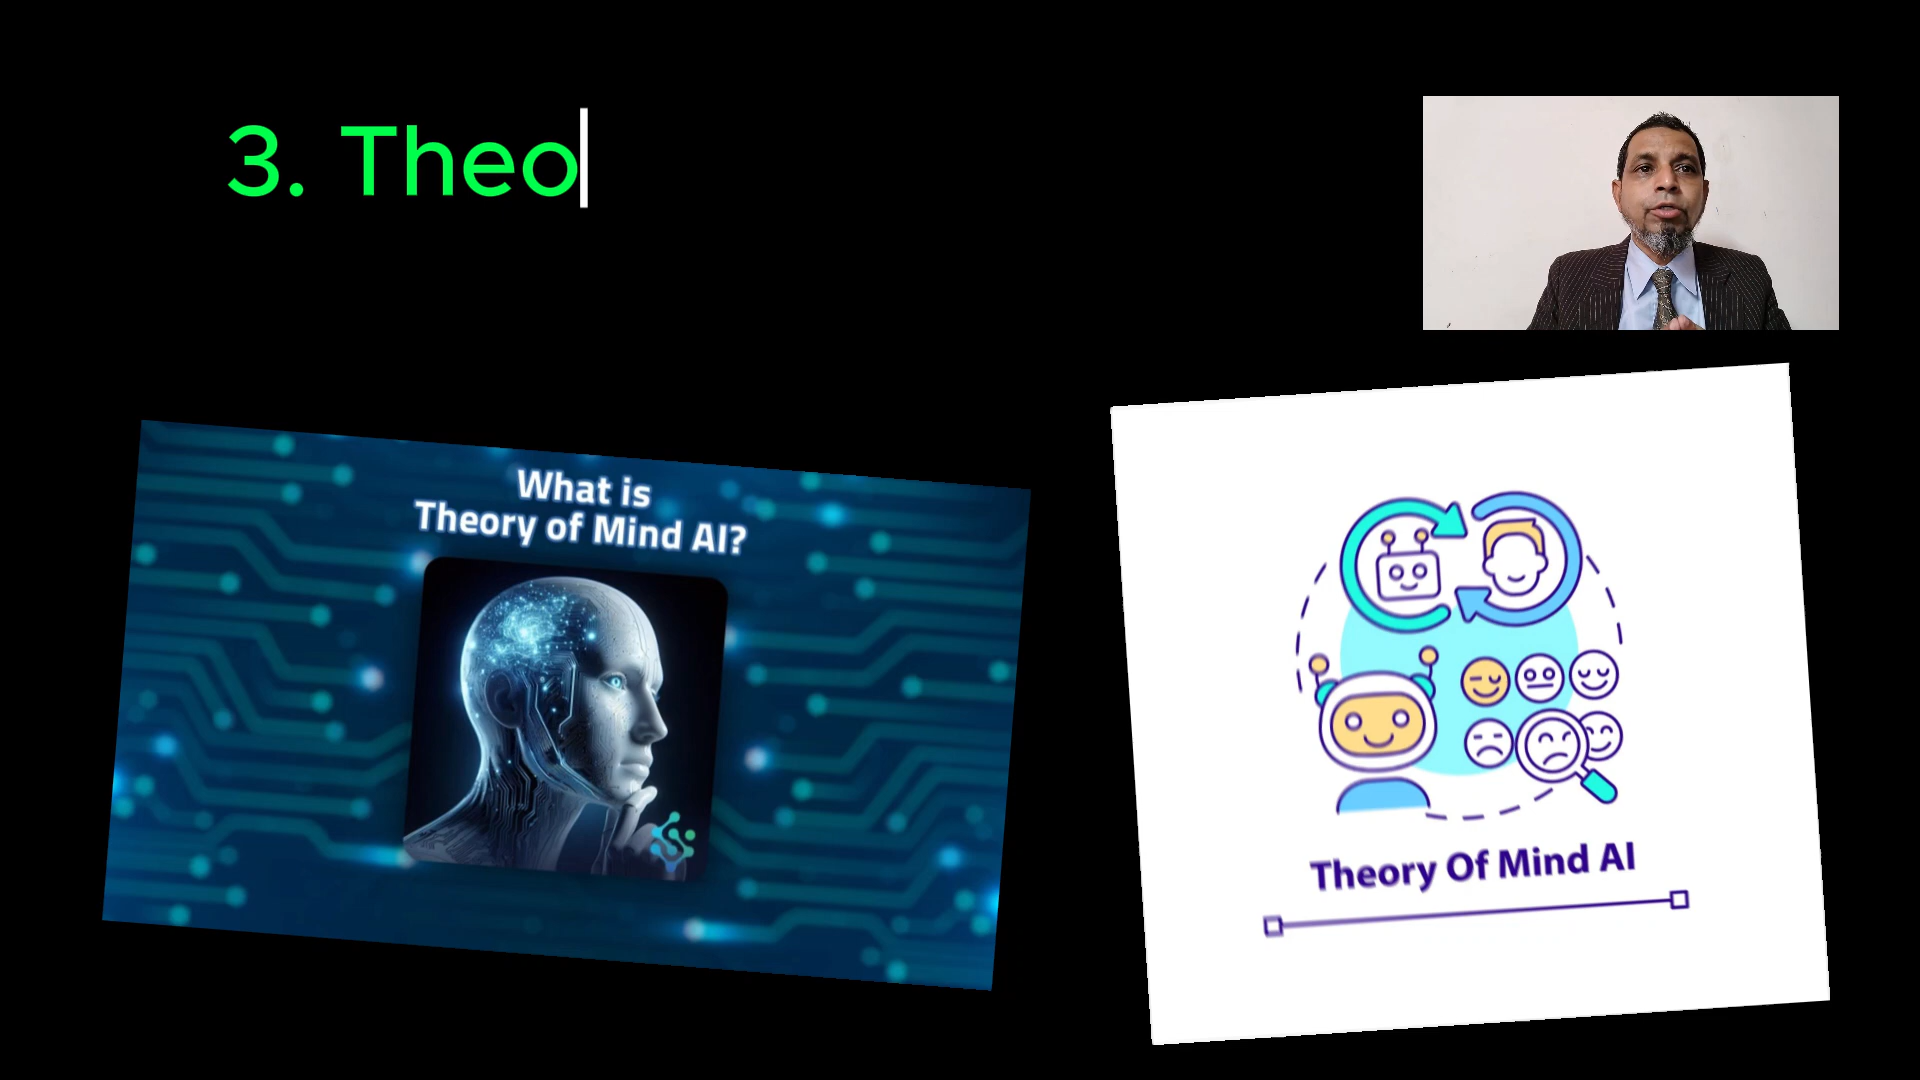 3. Theo
What is
Theory of Mind AI?
Theory Of Mind AI